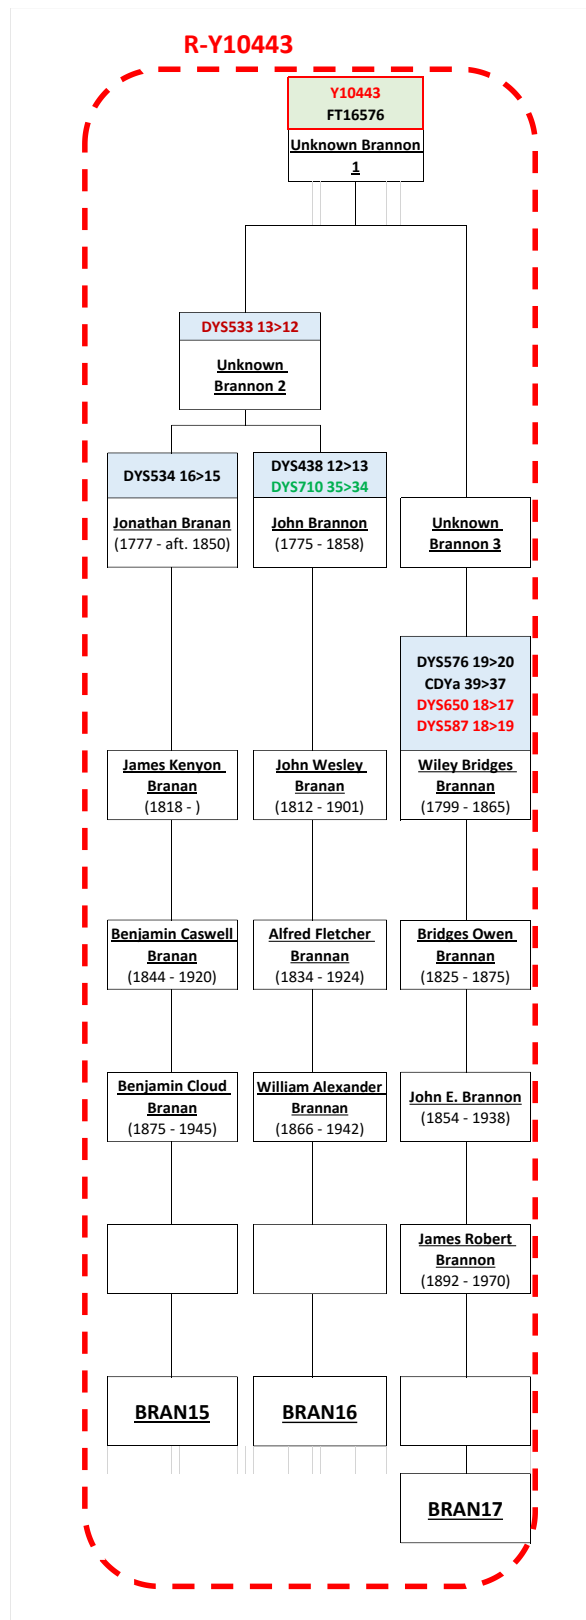 R-Y10443
Y10443
FT16576
Unknown Brannon
1
DYS533 13>12
Unknown
Brannon 2
DYS534 16>15
DYS438 12>13
DYS710 35>34
Jonathan Branan
(1777 - aft. 1850)
John Brannon
(1775 - 1858)
Unknown
Brannon 3
DYS576 19>20
CDYa 39>37
DYS650 18>17
DYS587 18>19
James Kenyon
Branan
(1818 - )
John Wesley
Branan
(1812 - 1901)
Wiley Bridges
Brannan
(1799 - 1865)
Benjamin Caswell
Branan
(1844 - 1920)
Alfred Fletcher
Brannan
(1834 - 1924)
Bridges Owen
Brannan
(1825 - 1875)
Benjamin Cloud
Branan
(1875 - 1945)
William Alexander
Brannan
(1866 - 1942)
John E. Brannon
(1854 - 1938)
James Robert
Brannon
(1892 - 1970)
BRAN15
BRAN16
BRAN17